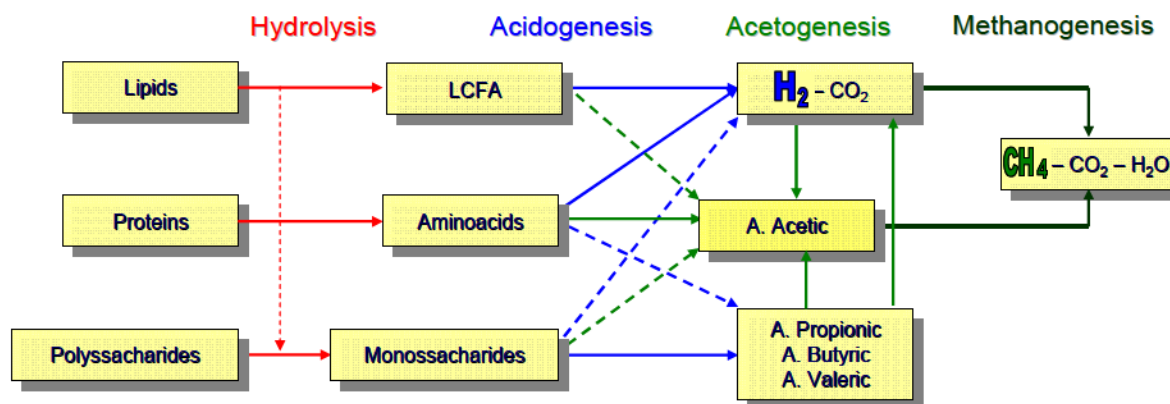 Hydrolysis Acidogenesis Acetogenesis Methanogenesis
Lipids LCFA H₂ – CO₂
CH₄ – CO₂ – H₂O
Proteins Aminoacids A. Acetic
Polyssacharides Monossacharides A. Propionic
A. Butyric
A. Valeric